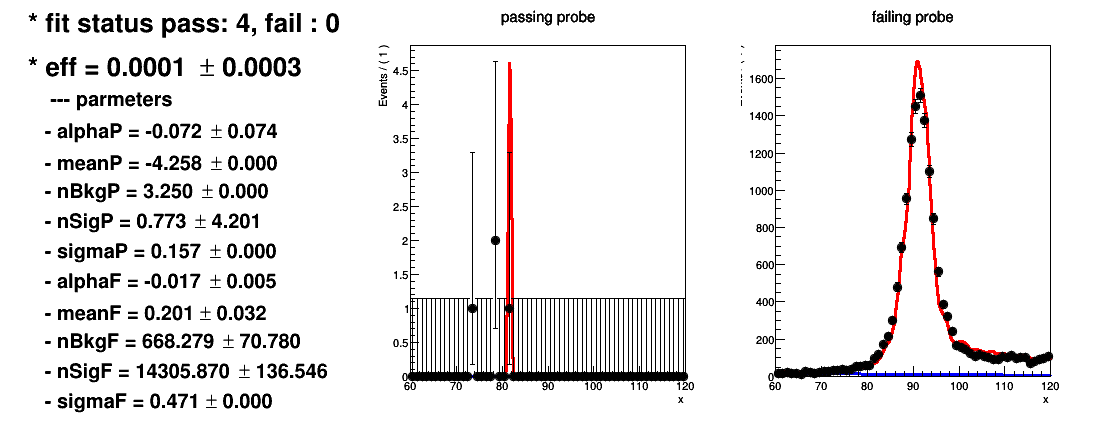 * fit status pass: 4, fail : 0
* eff = 0.0001 ± 0.0003
--- parmeters
- alphaP = -0.072 ± 0.074
- meanP = -4.258 ± 0.000
- nBkgP = 3.250 ± 0.000
- nSigP = 0.773 ± 4.201
- sigmaP = 0.157 ± 0.000
- alphaF = -0.017 ± 0.005
- meanF = 0.201 ± 0.032
- nBkgF = 668.279 ± 70.780
- nSigF = 14305.870 ± 136.546
- sigmaF = 0.471 ± 0.000
passing probe
Events / ( 1 )
4.5
4
3.5
3
2.5
2
1.5
1
0.5
0
60 70 80 90 100 110 120
x
failing probe
1600
1400
1200
1000
800
600
400
200
0
60 70 80 90 100 110 120
x